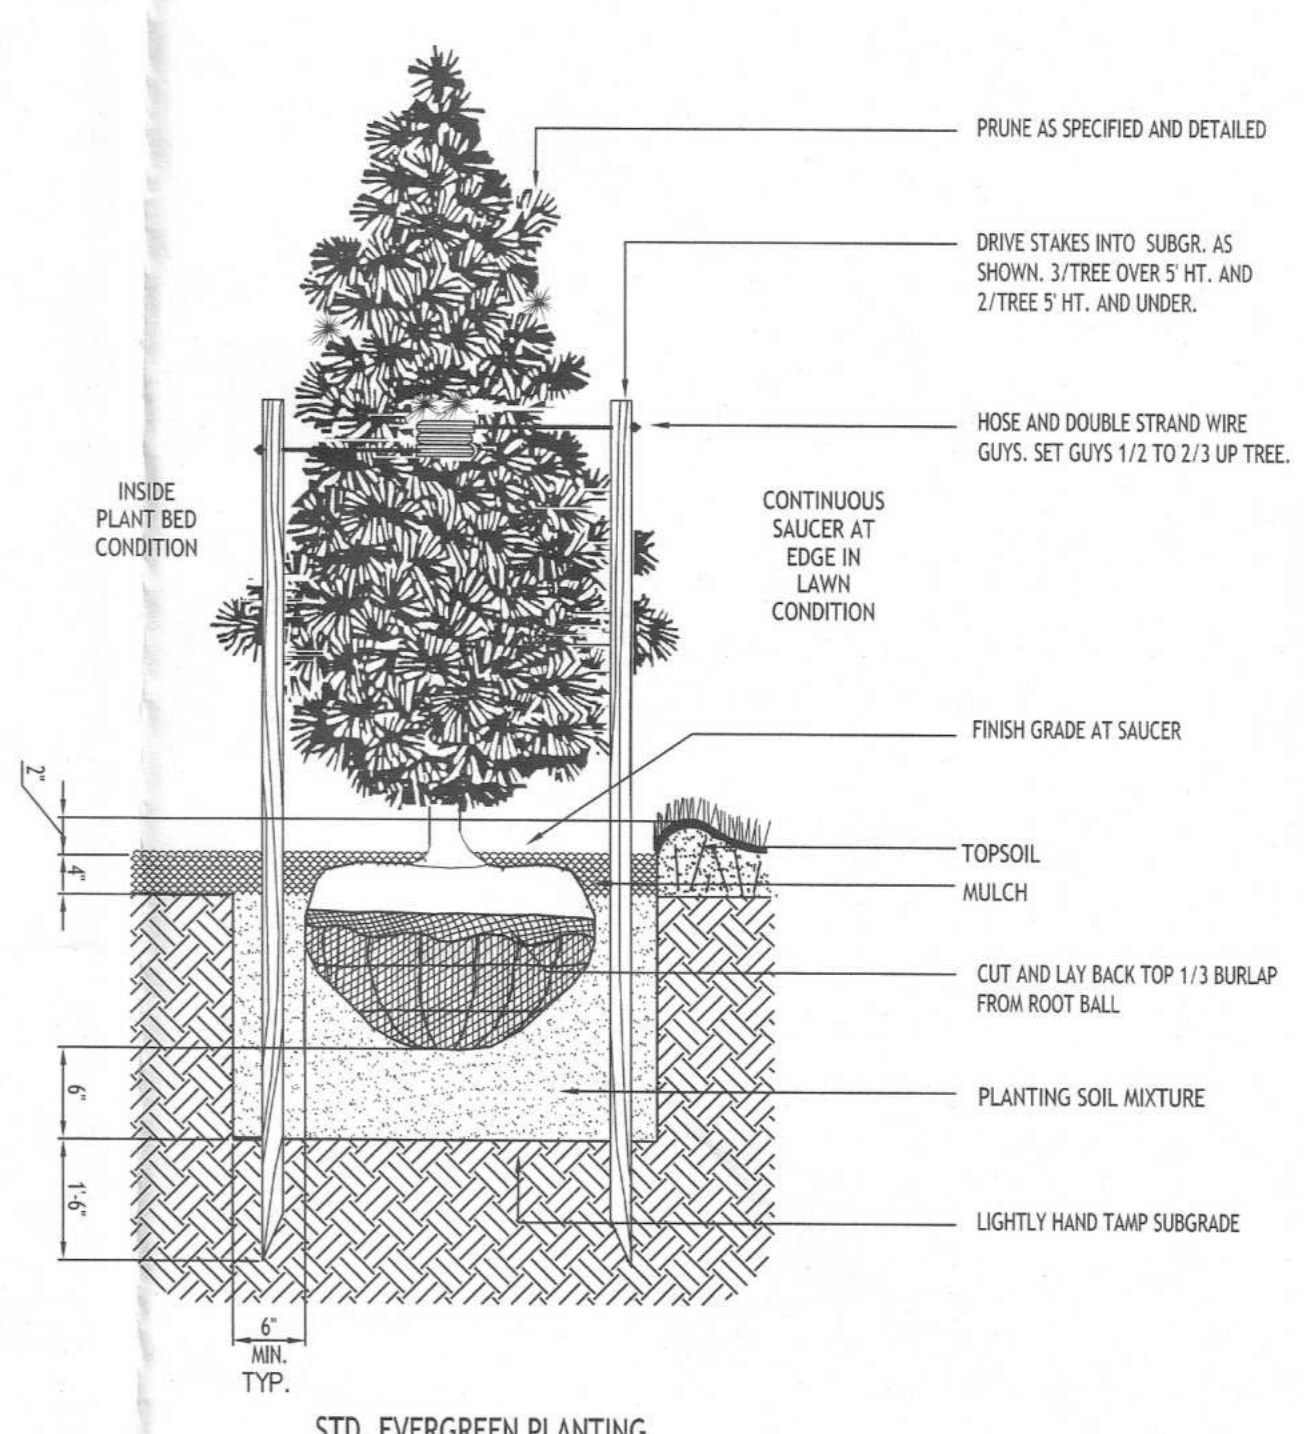 PRUNE AS SPECIFIED AND DETAILED
DRIVE STAKES INTO SUBGR. AS
SHOWN. 3/TREE OVER 5' HT. AND
2/TREE 5' HT. AND UNDER.
HOSE AND DOUBLE STRAND WIRE
GUYS. SET GUYS 1/2 TO 2/3 UP TREE.
INSIDE
PLANT BED
CONDITION
CONTINUOUS
SAUCER AT
EDGE IN
LAWN
CONDITION
FINISH GRADE AT SAUCER
2"
TOPSOIL
4"
MULCH
CUT AND LAY BACK TOP 1/3 BURLAP
FROM ROOT BALL
6"
PLANTING SOIL MIXTURE
1'-6"
LIGHTLY HAND TAMP SUBGRADE
6"
MIN.
TYP.
STD. EVERGREEN PLANTING